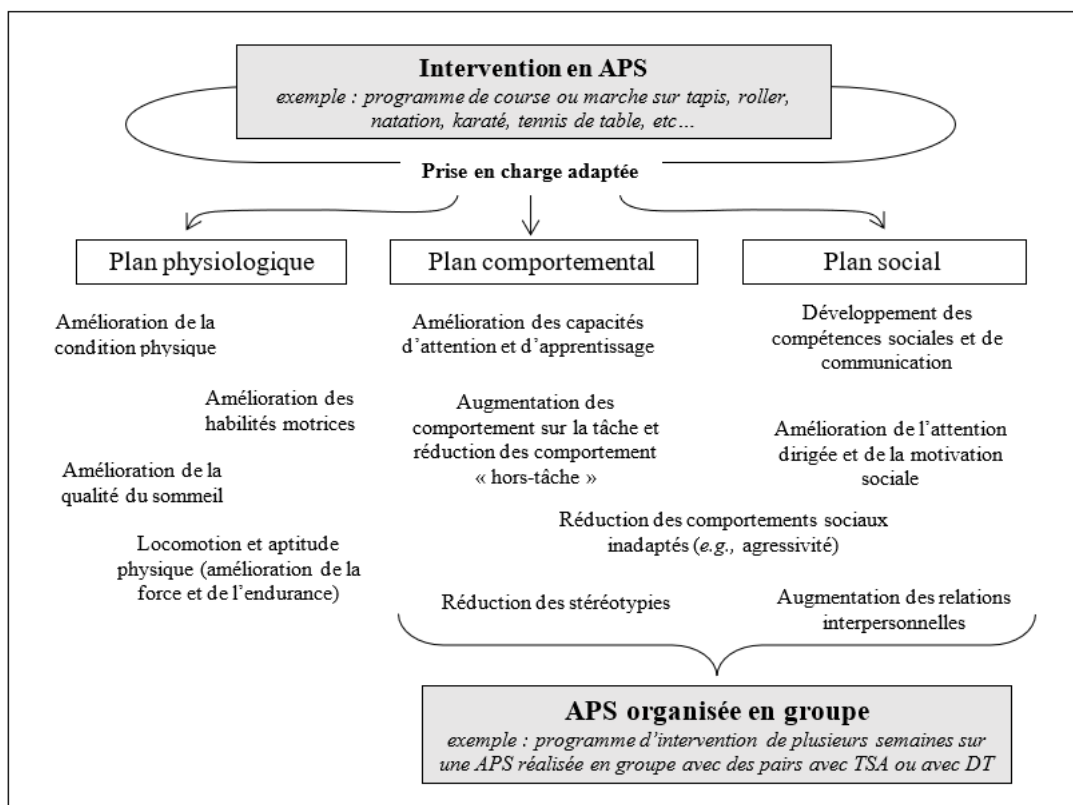 Intervention en APS
exemple : programme de course ou marche sur tapis, roller,
natation, karaté, tennis de table, etc…
Prise en charge adaptée
Plan physiologique
Plan comportemental
Plan social
Amélioration de la
condition physique
Amélioration des
habilités motrices
Amélioration de la
qualité du sommeil
Locomotion et aptitude
physique (amélioration de la
force et de l’endurance)
Amélioration des capacités
d’attention et d’apprentissage
Augmentation des
comportement sur la tâche et
réduction des comportement
« hors-tâche »
Développement des
compétences sociales et de
communication
Amélioration de l’attention
dirigée et de la motivation
sociale
Réduction des comportements sociaux
inadaptés (e.g., agressivité)
Réduction des stéréotypies
Augmentation des relations
interpersonnelles
APS organisée en groupe
exemple : programme d’intervention de plusieurs semaines sur
une APS réalisée en groupe avec des pairs avec TSA ou avec DT